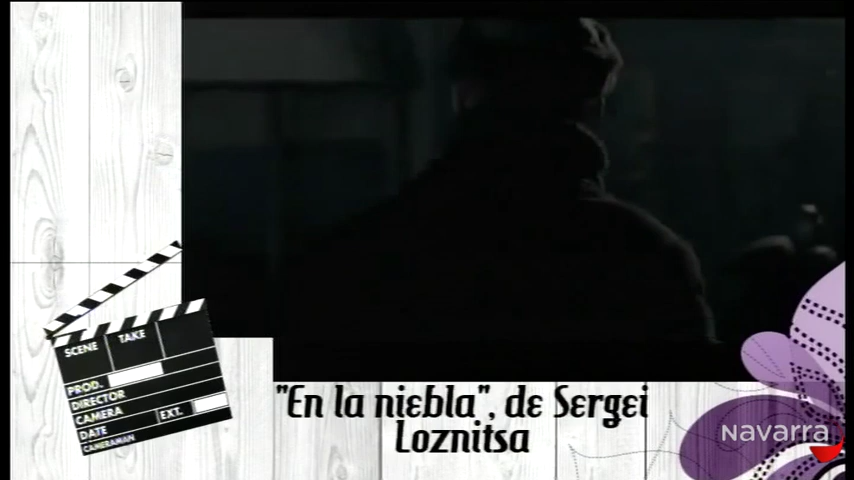 SCENE TAKE
PROD.
DIRECTOR
CAMERA
DATE EXT.
CAMERAMAN
"En la niebla", de Sergei
Loznitsa
navarra